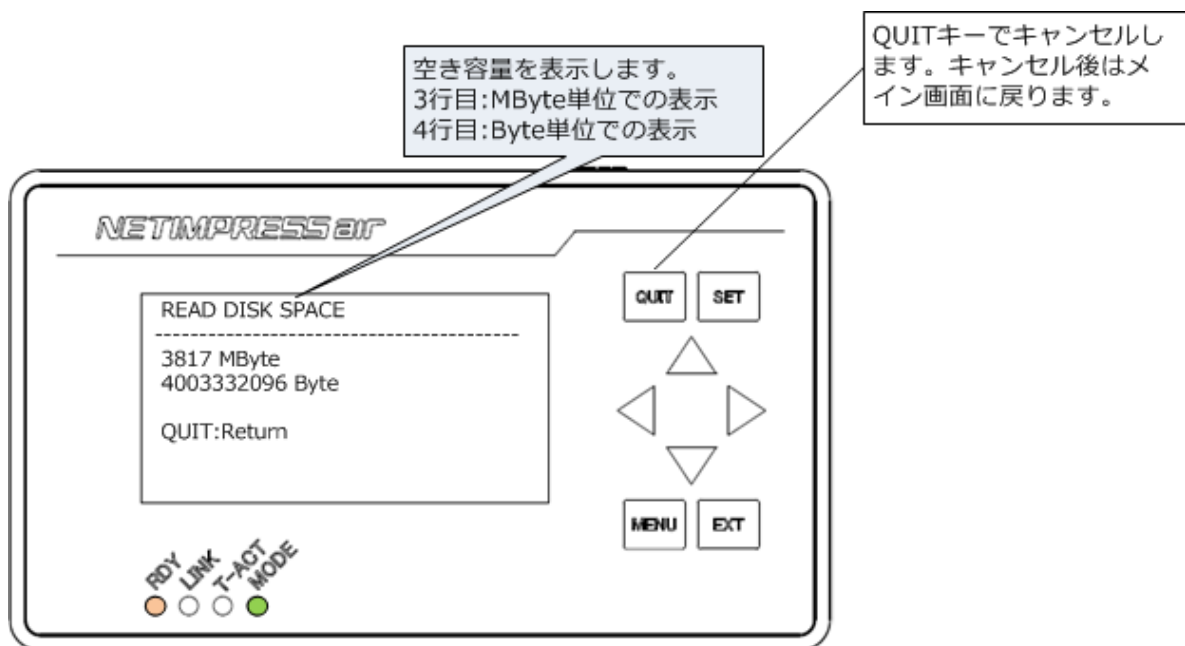 QUITキーでキャンセルし
ます。キャンセル後はメ
イン画面に戻ります。
空き容量を表示します。
3行目:MByte単位での表示
4行目:Byte単位での表示
NETIMPRESS air
READ DISK SPACE
--------------------------------------------------
3817 MByte
4003332096 Byte
QUIT:Return
QUIT SET
MENU EXT
RDY LINK T-ACT MODE